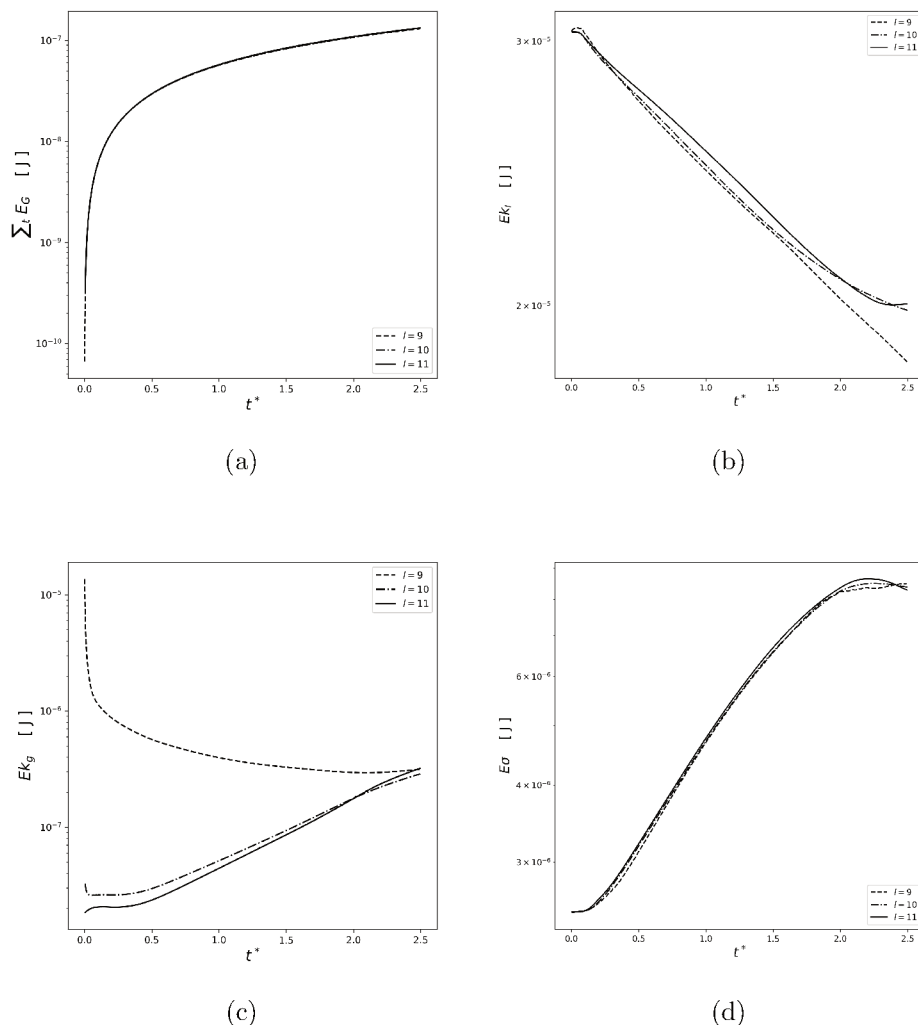 10⁻⁷
10⁻⁸
10⁻⁹
10⁻¹⁰
∑ₜ E_G [ J ]
l = 9
l = 10
l = 11
0.0 0.5 1.0 1.5 2.0 2.5
t*
(a)
3 × 10⁻⁵
2 × 10⁻⁵
Ek_l [ J ]
l = 9
l = 10
l = 11
0.0 0.5 1.0 1.5 2.0 2.5
t*
(b)
10⁻⁵
10⁻⁶
10⁻⁷
Ek_g [ J ]
l = 9
l = 10
l = 11
0.0 0.5 1.0 1.5 2.0 2.5
t*
(c)
6 × 10⁻⁶
4 × 10⁻⁶
3 × 10⁻⁶
Eσ [ J ]
l = 9
l = 10
l = 11
0.0 0.5 1.0 1.5 2.0 2.5
t*
(d)